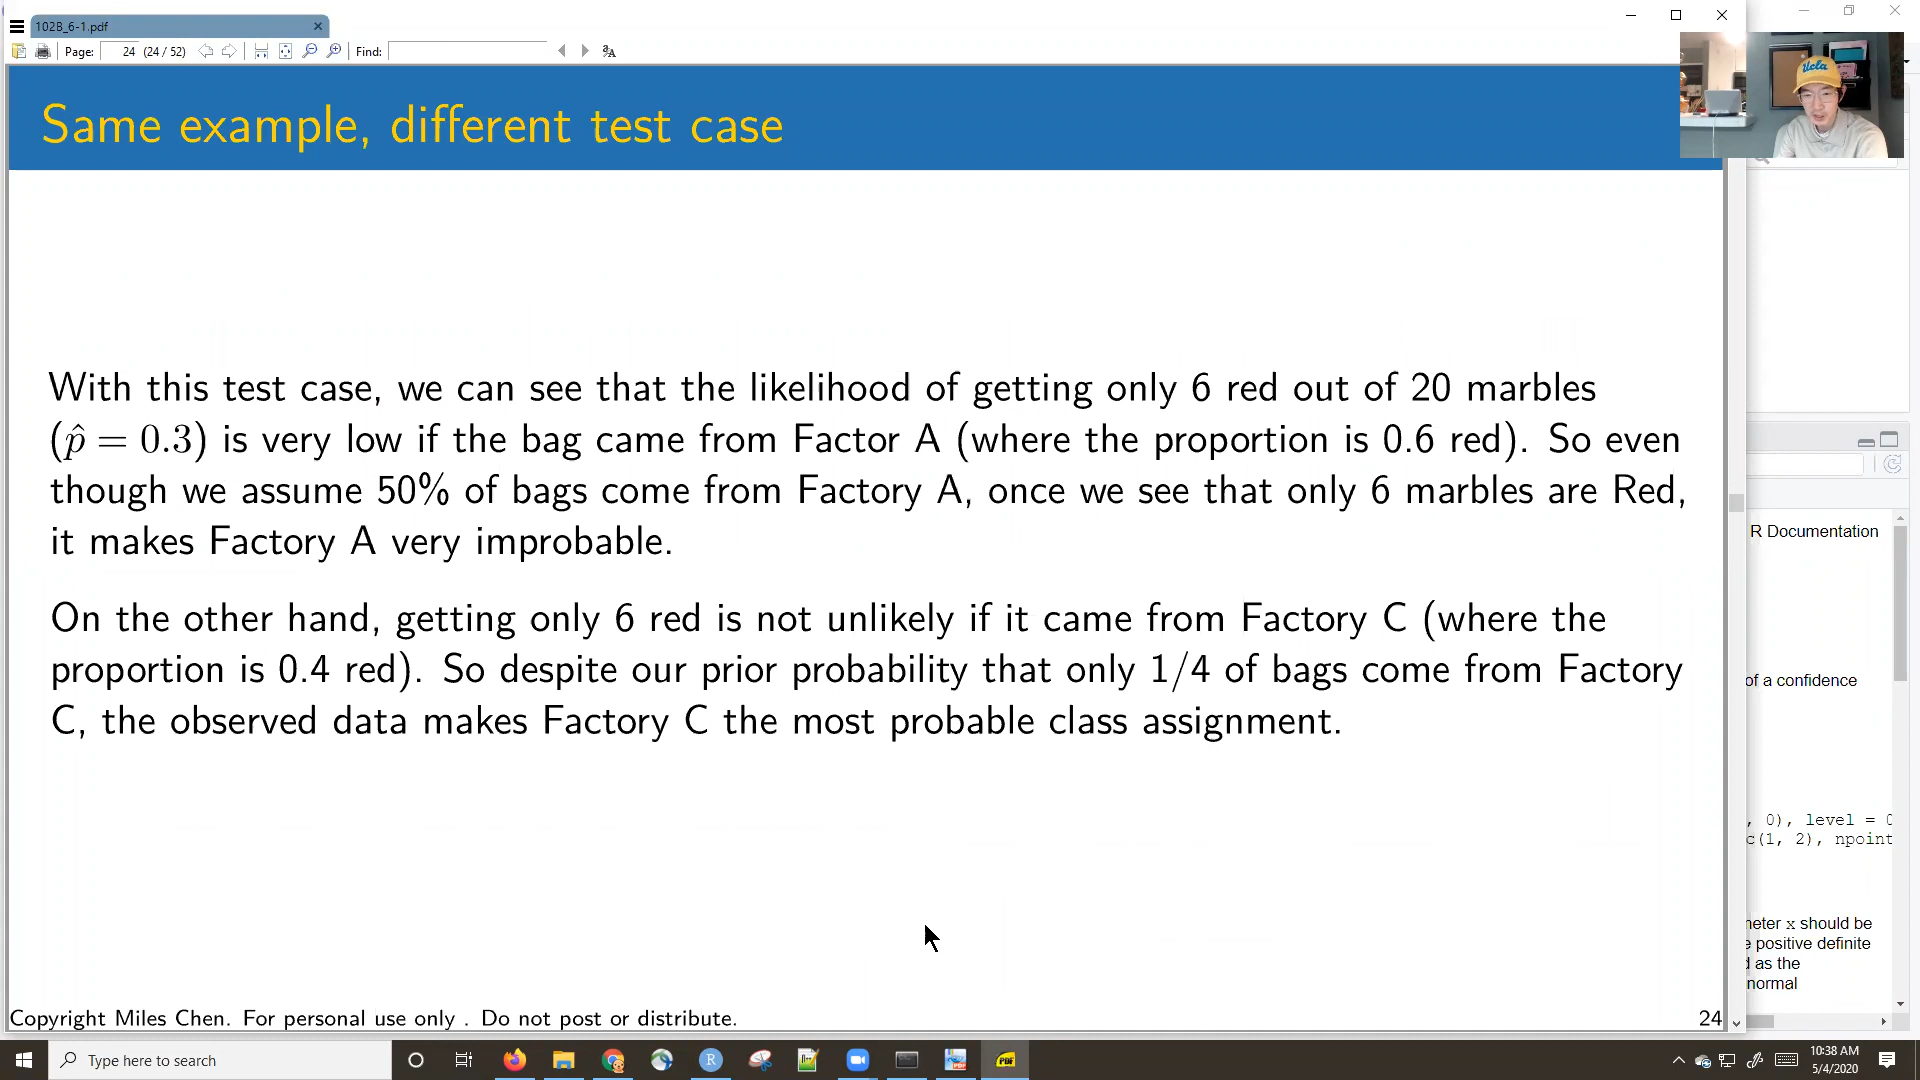 102B_6-1.pdf
Page: 24 (24 / 52) Find:
Ucla
Same example, different test case
With this test case, we can see that the likelihood of getting only 6 red out of 20 marbles
(p̂ = 0.3) is very low if the bag came from Factor A (where the proportion is 0.6 red). So even
though we assume 50% of bags come from Factory A, once we see that only 6 marbles are Red,
it makes Factory A very improbable.
On the other hand, getting only 6 red is not unlikely if it came from Factory C (where the
proportion is 0.4 red). So despite our prior probability that only 1/4 of bags come from Factory
C, the observed data makes Factory C the most probable class assignment.
R Documentation
of a confidence
, 0), level = 0
c(1, 2), npoint
neter x should be
e positive definite
d as the
normal
Copyright Miles Chen. For personal use only . Do not post or distribute.
24
Type here to search
R
PDF
10:38 AM
5/4/2020